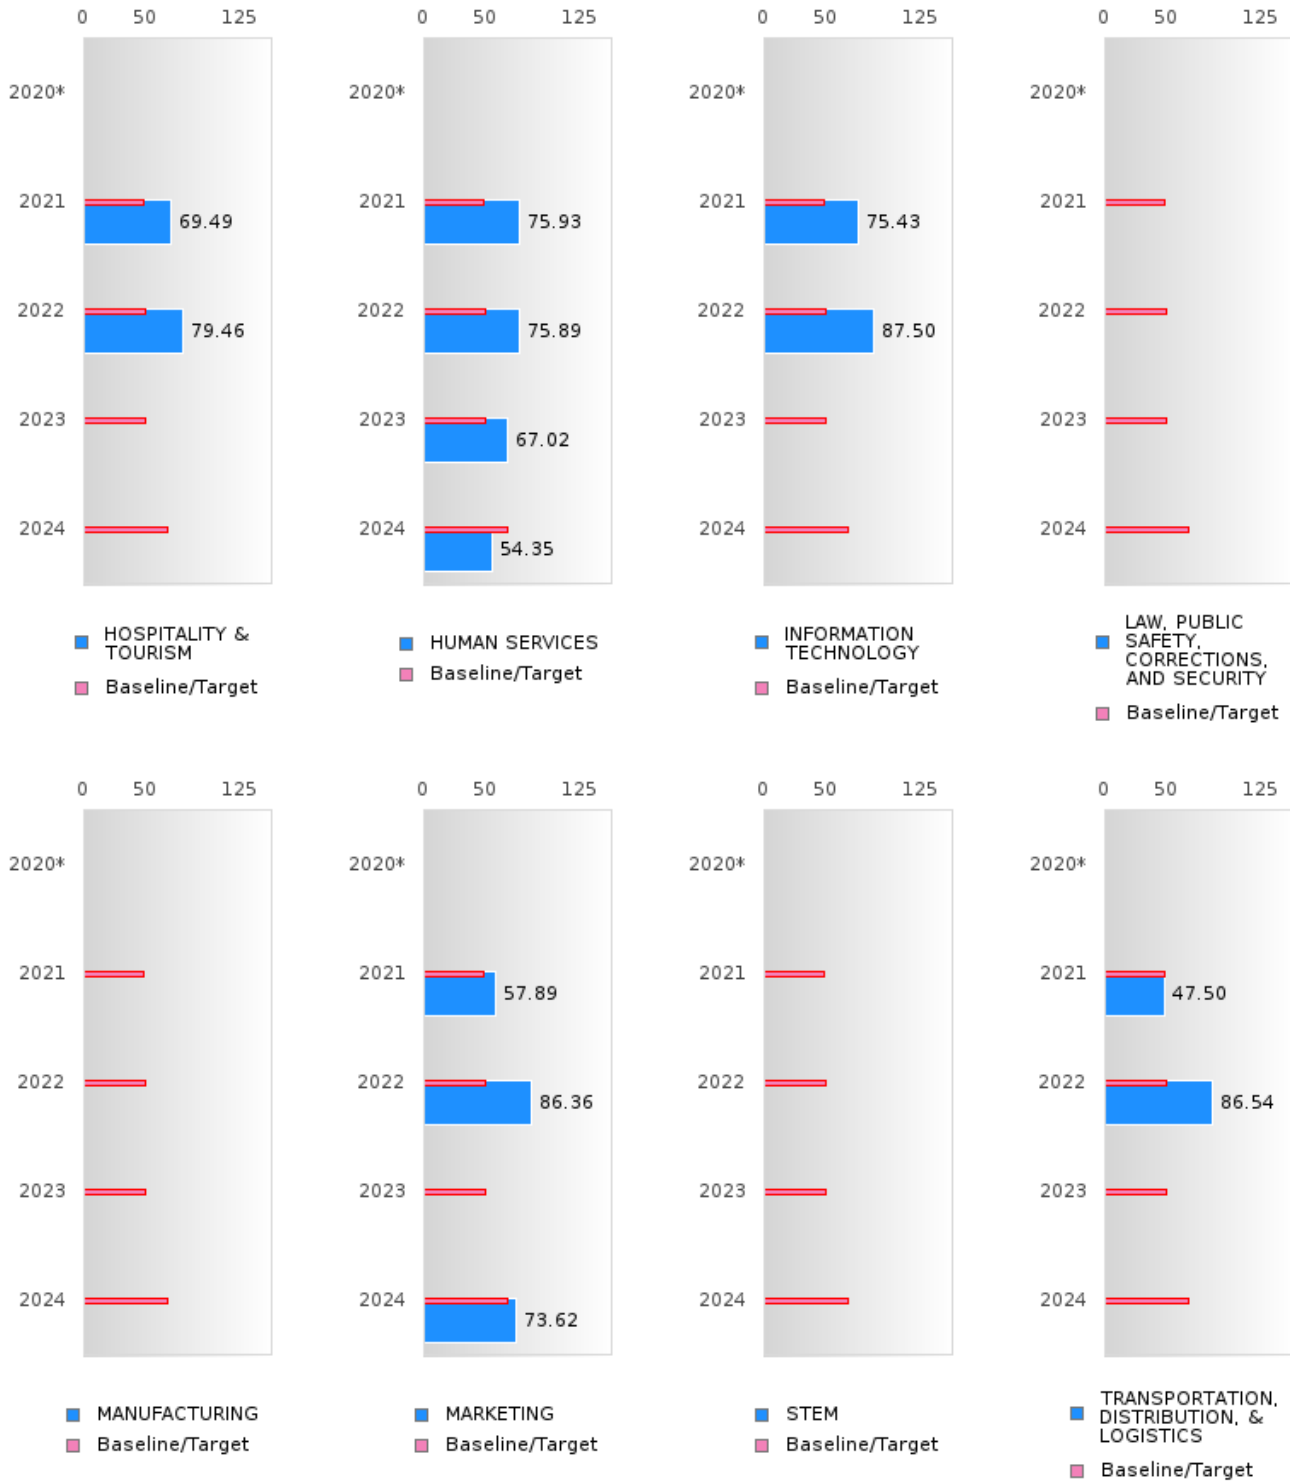 0 50 125 0 50 125 0 50 125 0 50 125
2020* 2020* 2020* 2020*
2021 69.49 2021 75.93 2021 75.43 2021
2022 79.46 2022 75.89 2022 87.50 2022
2023 2023 67.02 2023 2023
2024 2024 54.35 2024 2024
HOSPITALITY &
TOURISM
Baseline/Target
HUMAN SERVICES
Baseline/Target
INFORMATION
TECHNOLOGY
Baseline/Target
LAW, PUBLIC
SAFETY,
CORRECTIONS,
AND SECURITY
Baseline/Target
0 50 125 0 50 125 0 50 125 0 50 125
2020* 2020* 2020* 2020*
2021 2021 57.89 2021 2021 47.50
2022 2022 86.36 2022 2022 86.54
2023 2023 2023 2023
2024 2024 73.62 2024 2024
MANUFACTURING
Baseline/Target
MARKETING
Baseline/Target
STEM
Baseline/Target
TRANSPORTATION,
DISTRIBUTION, &
LOGISTICS
Baseline/Target